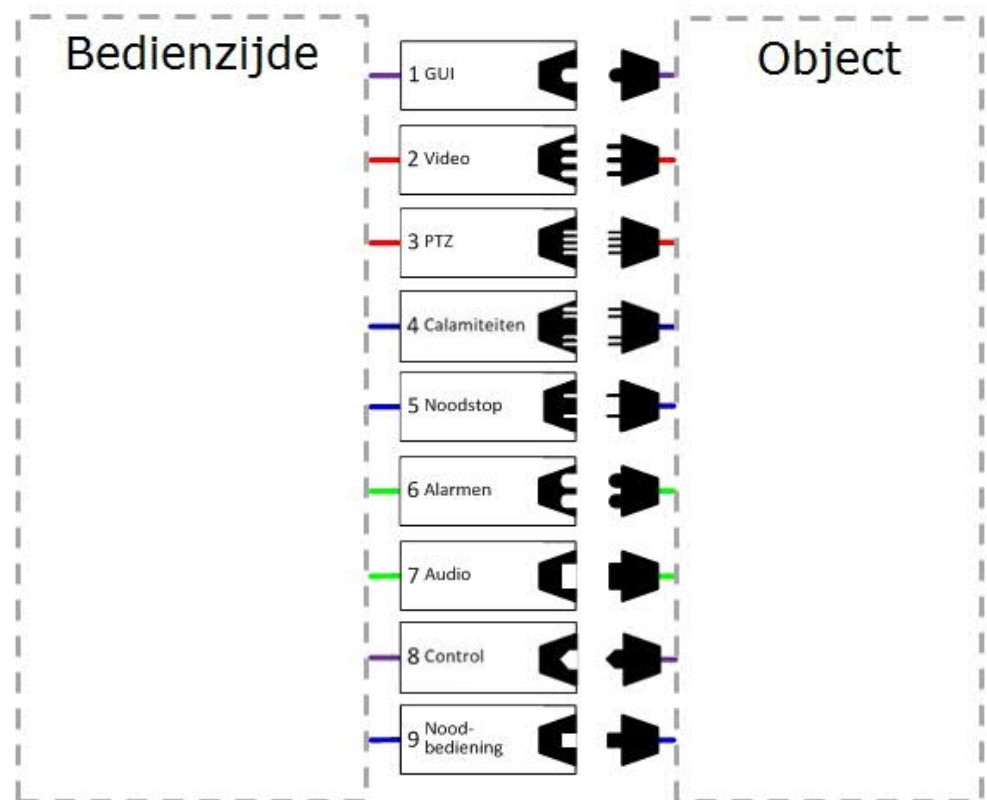 Bedienzijde
Object
1 GUI
2 Video
3 PTZ
4 Calamiteiten
5 Noodstop
6 Alarmen
7 Audio
8 Control
9 Nood-
bediening